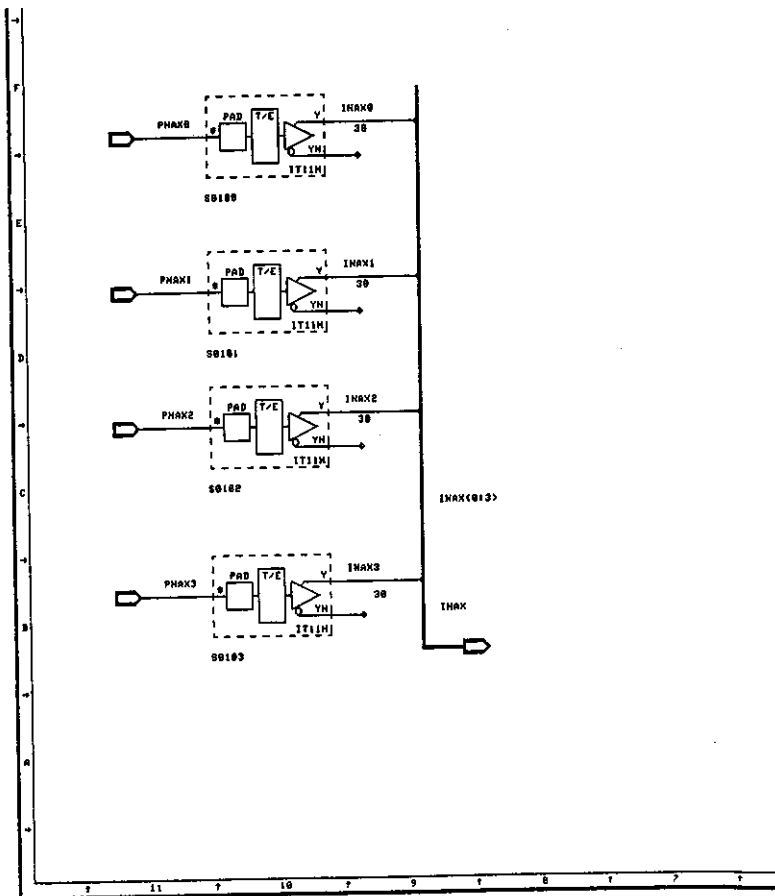 F
PHAX0
PAD
T/E
Y
IHAX0
30
YN
IT11H
S0100
E
PHAX1
PAD
T/E
Y
IHAX1
30
YN
IT11H
S0101
D
PHAX2
PAD
T/E
Y
IHAX2
30
YN
IT11H
S0102
C
IHAX(0:3)
PHAX3
PAD
T/E
Y
IHAX3
30
YN
IT11H
S0103
B
IHAX
A
11 10 9 8 7